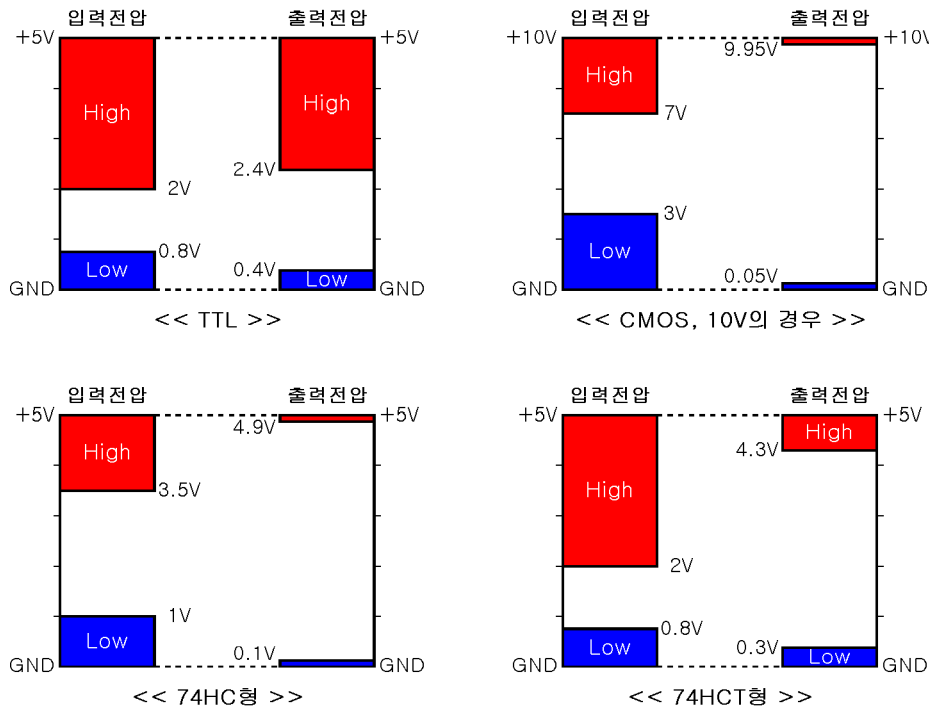 입력전압 출력전압
+5V +5V
High High
2.4V
2V
0.8V
0.4V
Low Low
GND GND
<< TTL >>
입력전압 출력전압
+10V +10V
9.95V
High
7V
3V
Low
0.05V
GND GND
<< CMOS, 10V의 경우 >>
입력전압 출력전압
+5V +5V
4.9V
High
3.5V
1V
Low
0.1V
GND GND
<< 74HC형 >>
입력전압 출력전압
+5V +5V
High
4.3V
High
2V
0.8V
0.3V
Low Low
GND GND
<< 74HCT형 >>